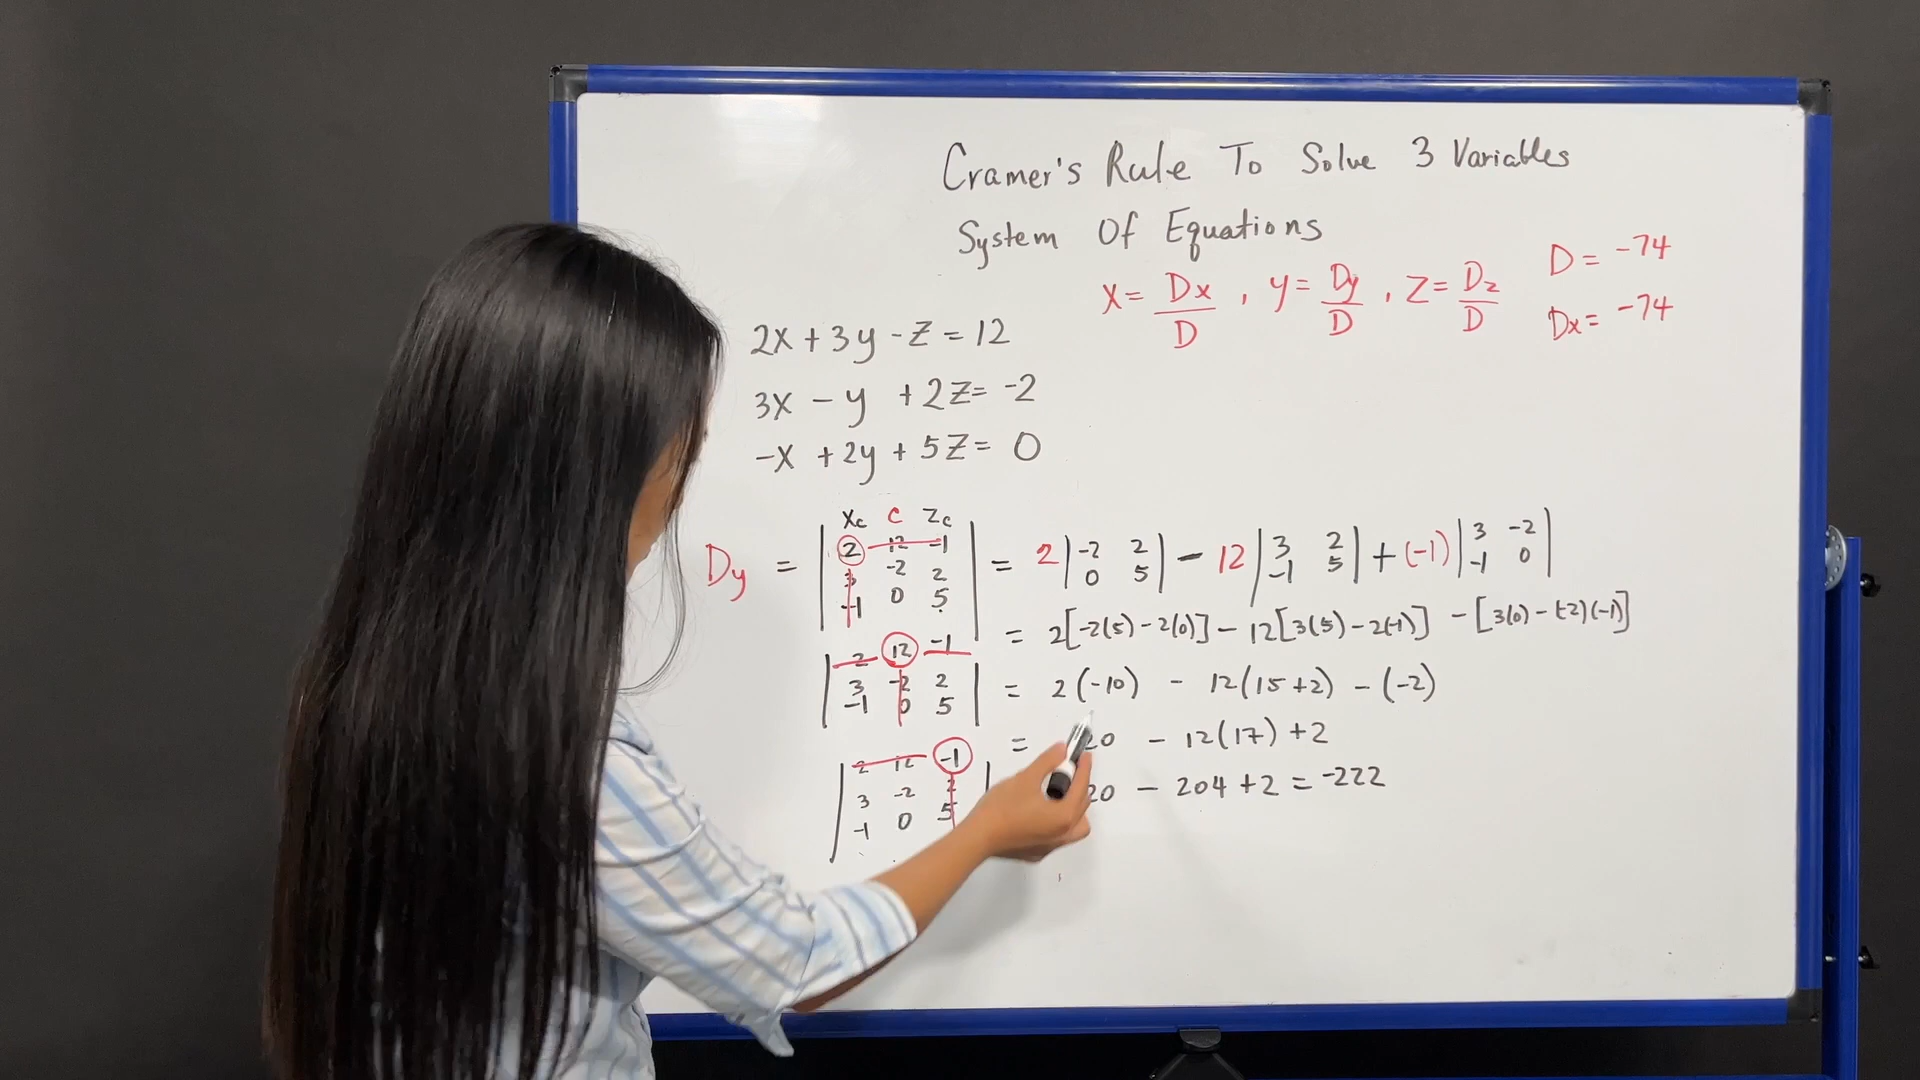 Cramer's Rule To Solve 3 Variables
System Of Equations
D = -74
X = Dx/D , y = Dy/D , Z = Dz/D
Dx = -74
2x + 3y - Z = 12
3x - y + 2Z = -2
-x + 2y + 5Z = 0
Xc C Zc
Dy = | 2 12 -1 | = 2 | -2 2 | - 12 | 3 2 | + (-1) | 3 -2 |
3 -2 2 0 5 -1 5 -1 0
-1 0 5
= 2[-2(5) - 2(0)] - 12[3(5) - 2(-1)] - [3(0) - (-2)(-1)]
2 12 -1
3 -2 2
-1 0 5
= 2(-10) - 12(15+2) - (-2)
= 20 - 12(17) + 2
2 12 -1
3 -2 2
-1 0 5
20 - 204 + 2 = -222